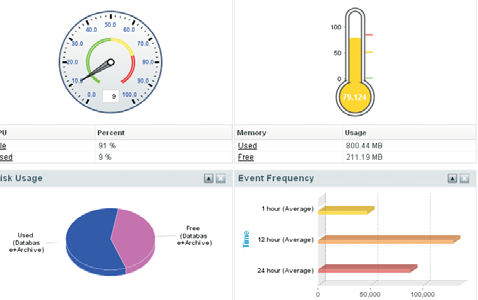 0.0 10.0 20.0 30.0 40.0 50.0 60.0 70.0 80.0 90.0 100.0
9
100
50
0
79.124
PU Percent
le 91 %
sed 9 %
Memory Usage
Used 800.44 MB
Free 211.19 MB
isk Usage
Event Frequency
Used
(Databas
e+Archive)
Free
(Databas
e+Archive)
Time
1 hour (Average)
12 hour (Average)
24 hour (Average)
0 50,000 100,000